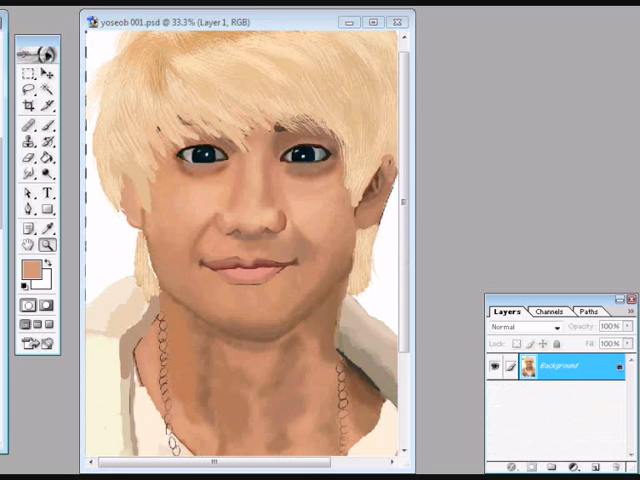 yoseob 001.psd @ 33.3% (Layer 1, RGB)
T
Layers
Channels
Paths
Normal
Opacity: 100%
Lock:
Fill: 100%
Background